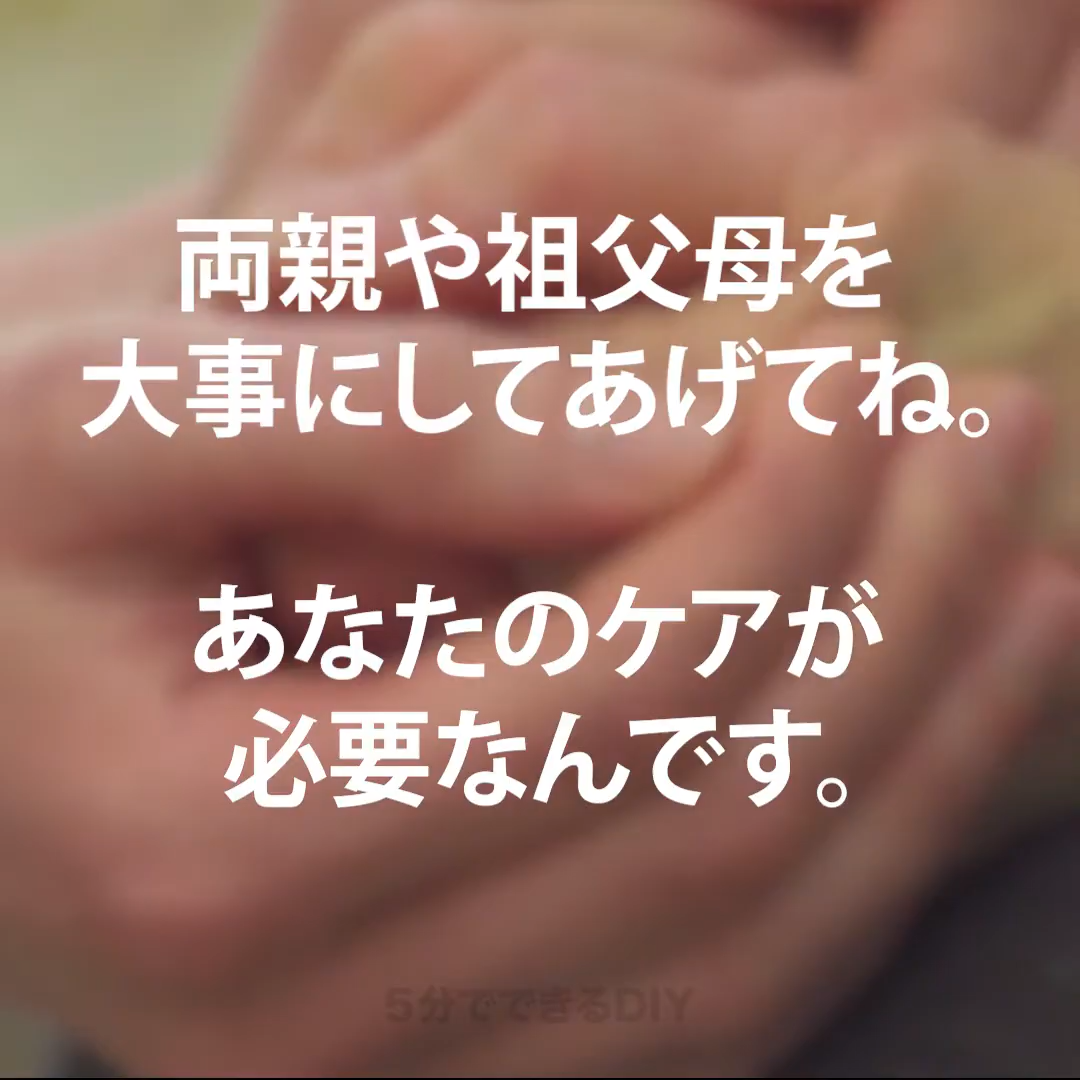 両親や祖父母を
大事にしてあげてね。
あなたのケアが
必要なんです。
5分でできるDIY